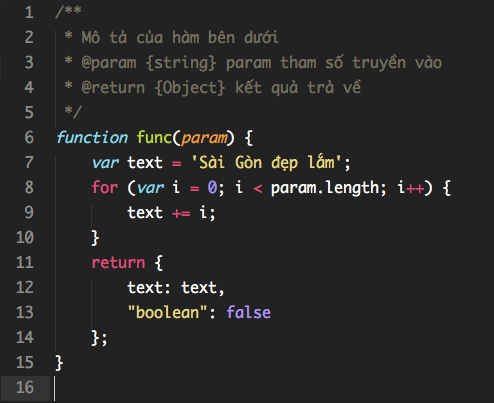 1 /**
2  * Mô tả của hàm bên dưới
3  * @param {string} param tham số truyền vào
4  * @return {Object} kết quả trả về
5  */
6 function func(param) {
7     var text = 'Sài Gòn đẹp lắm';
8     for (var i = 0; i < param.length; i++) {
9         text += i;
10     }
11     return {
12         text: text,
13         "boolean": false
14     };
15 }
16